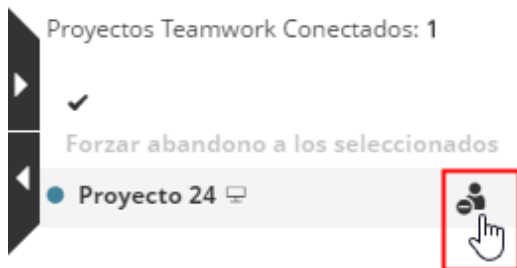 Proyectos Teamwork Conectados: 1
Forzar abandono a los seleccionados
Proyecto 24